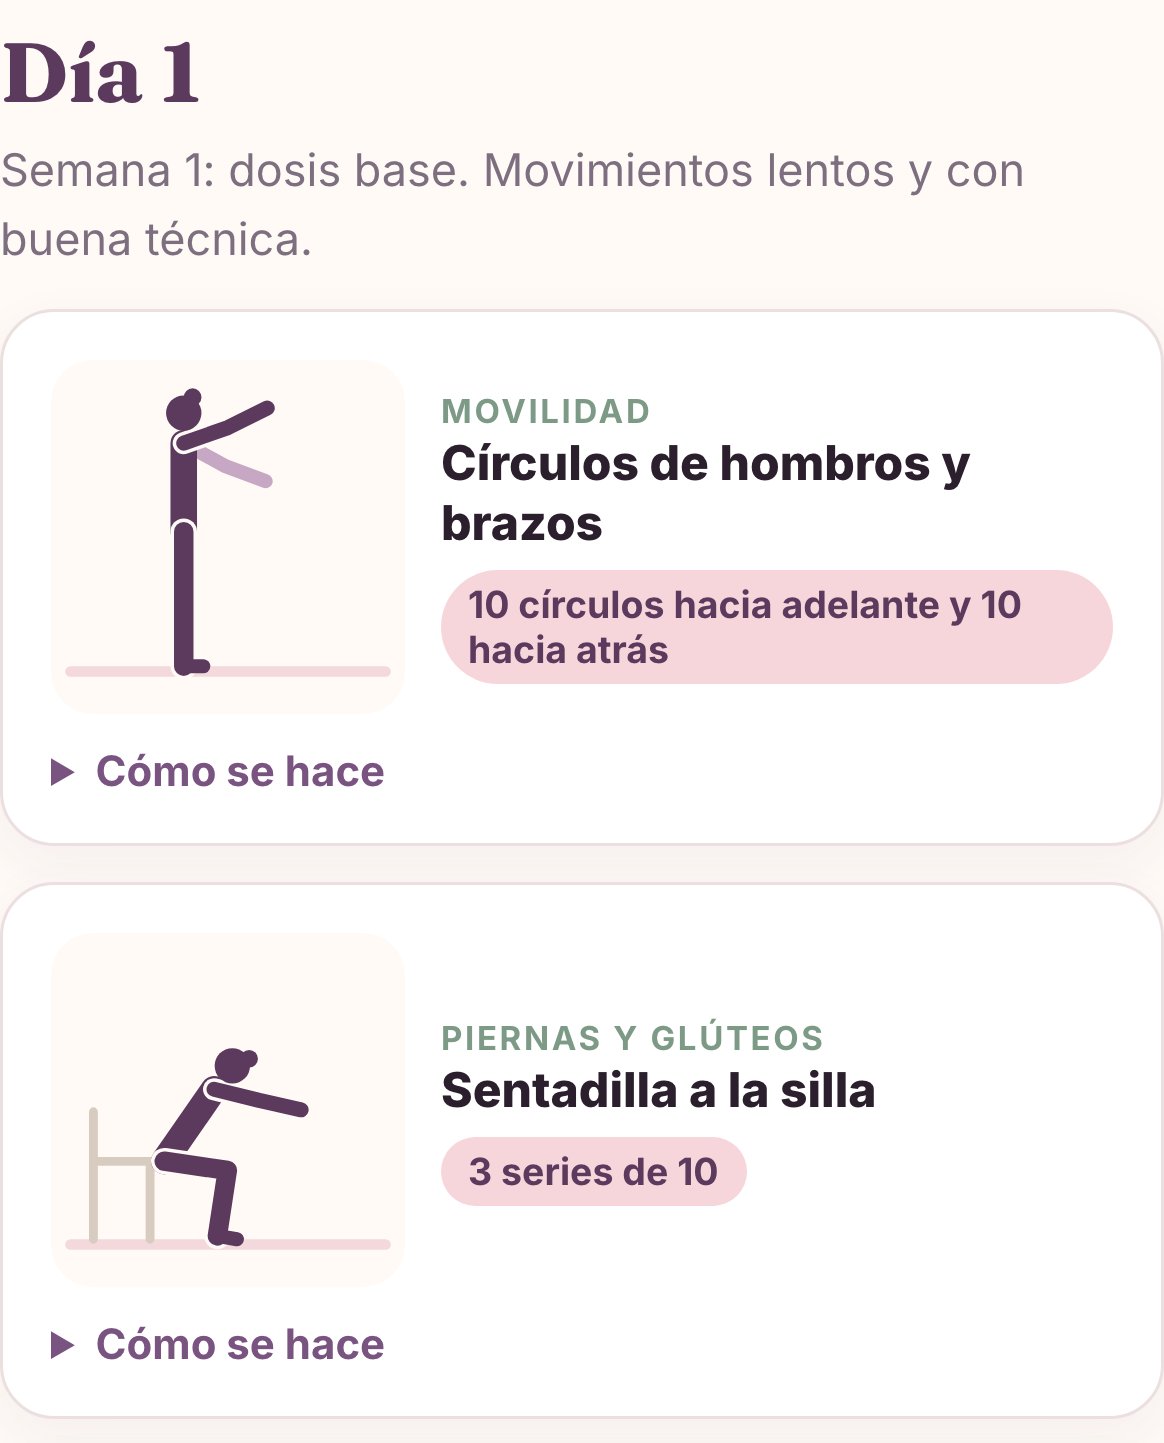 Día 1
Semana 1: dosis base. Movimientos lentos y con
buena técnica.
MOVILIDAD
Círculos de hombros y
brazos
10 círculos hacia adelante y 10
hacia atrás
Cómo se hace
PIERNAS Y GLÚTEOS
Sentadilla a la silla
3 series de 10
Cómo se hace